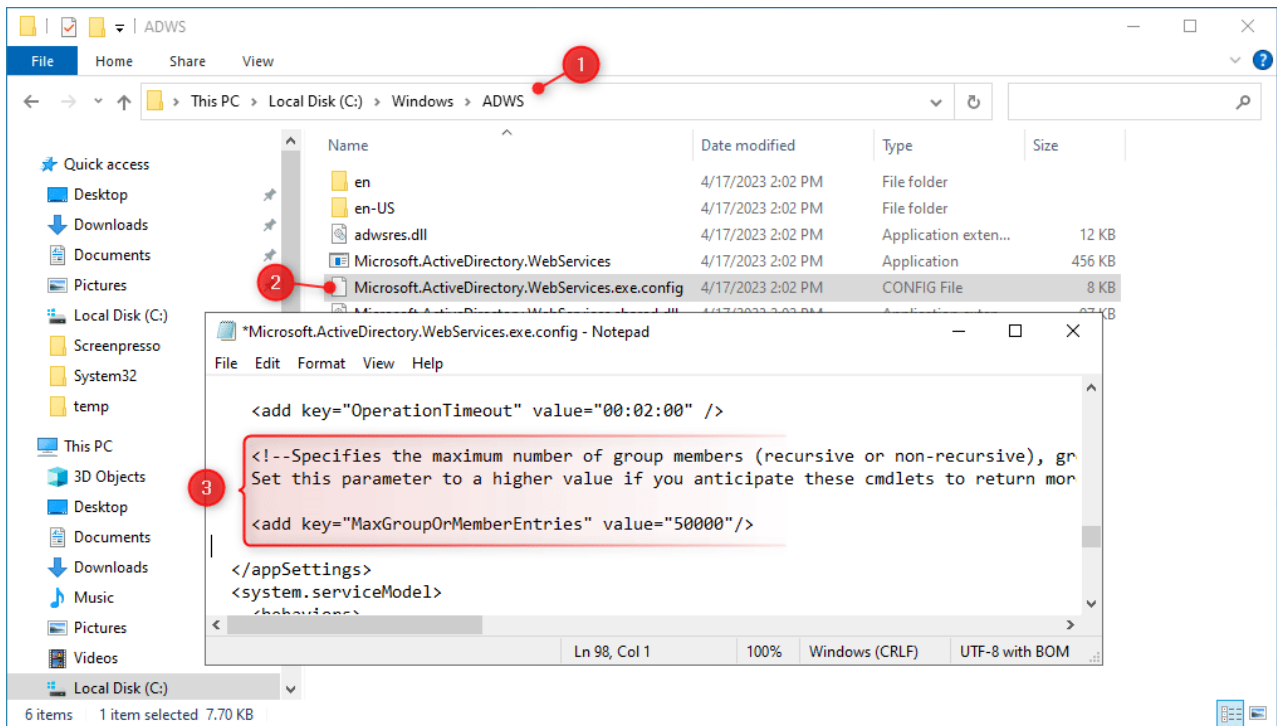 ADWS
File Home Share View
1
This PC > Local Disk (C:) > Windows > ADWS
Name Date modified Type Size
Quick access
Desktop
Downloads
Documents
Pictures
Local Disk (C:)
Screenpresso
System32
temp
This PC
3D Objects
Desktop
Documents
Downloads
Music
Pictures
Videos
Local Disk (C:)
en 4/17/2023 2:02 PM File folder
en-US 4/17/2023 2:02 PM File folder
adwsres.dll 4/17/2023 2:02 PM Application exten... 12 KB
Microsoft.ActiveDirectory.WebServices 4/17/2023 2:02 PM Application 456 KB
2
Microsoft.ActiveDirectory.WebServices.exe.config 4/17/2023 2:02 PM CONFIG File 8 KB
*Microsoft.ActiveDirectory.WebServices.exe.config - Notepad
File Edit Format View Help
<add key="OperationTimeout" value="00:02:00" />
3
<!--Specifies the maximum number of group members (recursive or non-recursive), gr
Set this parameter to a higher value if you anticipate these cmdlets to return mor
<add key="MaxGroupOrMemberEntries" value="50000"/>
</appSettings>
<system.serviceModel>
Ln 98, Col 1 100% Windows (CRLF) UTF-8 with BOM
6 items 1 item selected 7.70 KB